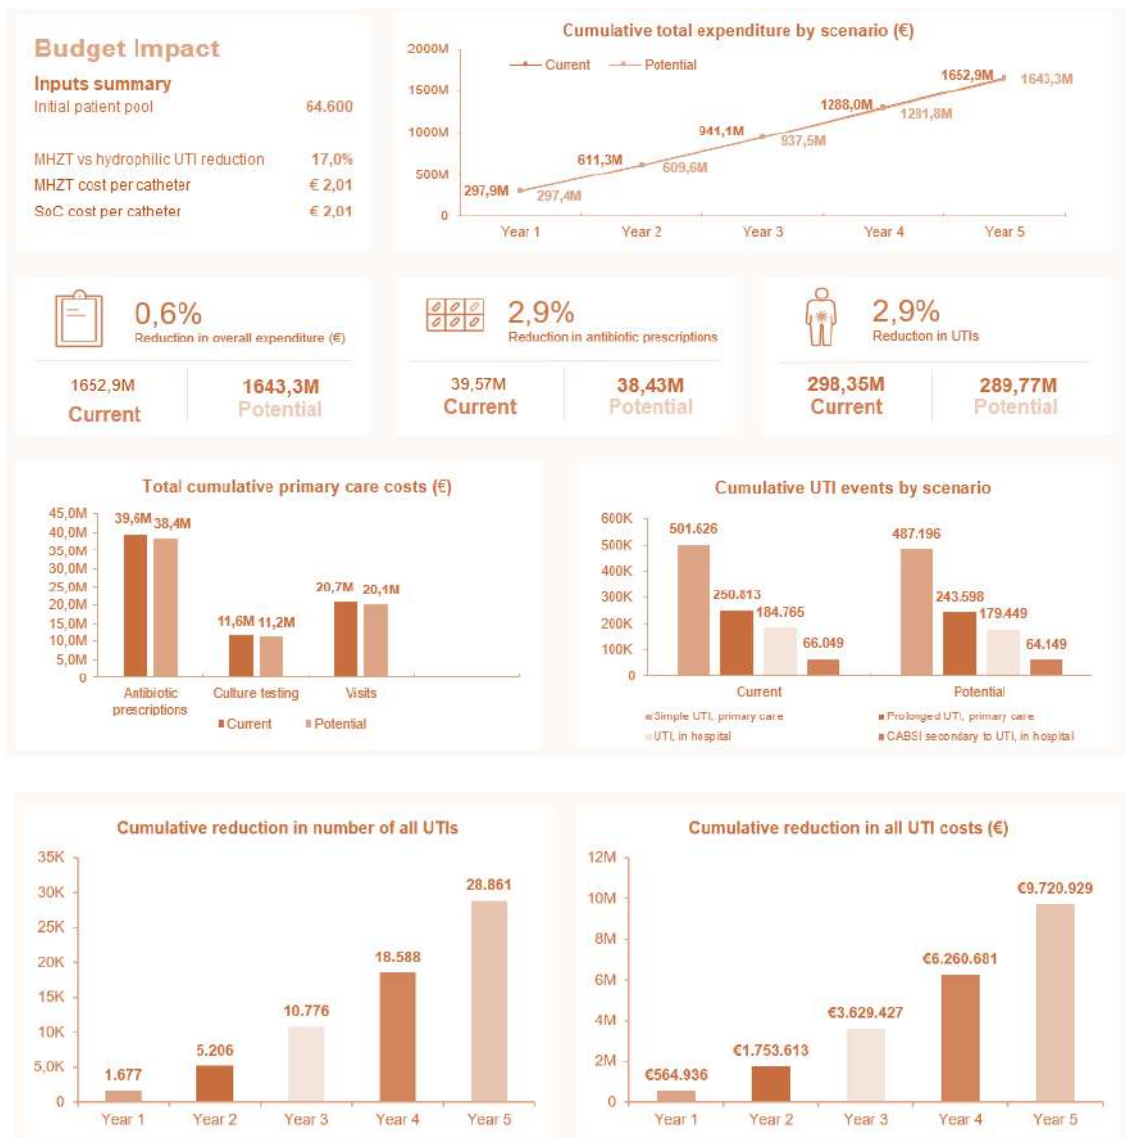 Budget Impact
Inputs summary
Initial patient pool 64.600
MHZT vs hydrophilic UTI reduction 17,0%
MHZT cost per catheter € 2,01
SoC cost per catheter € 2,01
Cumulative total expenditure by scenario (€)
Current Potential
2000M
1500M
1000M
500M
0
297,9M
297,4M
611,3M
609,6M
941,1M
937,5M
1288,0M
1281,8M
1652,9M
1643,3M
Year 1 Year 2 Year 3 Year 4 Year 5
0,6%
Reduction in overall expenditure (€)
1652,9M 1643,3M
Current Potential
2,9%
Reduction in antibiotic prescriptions
39,57M 38,43M
Current Potential
2,9%
Reduction in UTIs
298,35M 289,77M
Current Potential
Total cumulative primary care costs (€)
45,0M
40,0M
35,0M
30,0M
25,0M
20,0M
15,0M
10,0M
5,0M
0
39,6M 38,4M
11,6M 11,2M
20,7M 20,1M
Antibiotic prescriptions
Culture testing
Visits
Current Potential
Cumulative UTI events by scenario
600K
500K
400K
300K
200K
100K
0
501.626
250.813
184.765
66.049
487.196
243.598
179.449
64.149
Current Potential
Simple UTI, primary care Prolonged UTI, primary care
UTI, in hospital CABSI secondary to UTI, in hospital
Cumulative reduction in number of all UTIs
35K
30K
25K
20K
15K
10K
5,0K
0
1.677
5.206
10.776
18.588
28.861
Year 1 Year 2 Year 3 Year 4 Year 5
Cumulative reduction in all UTI costs (€)
12M
10M
8M
6M
4M
2M
0
€564.936
€1.753.613
€3.629.427
€6.260.681
€9.720.929
Year 1 Year 2 Year 3 Year 4 Year 5